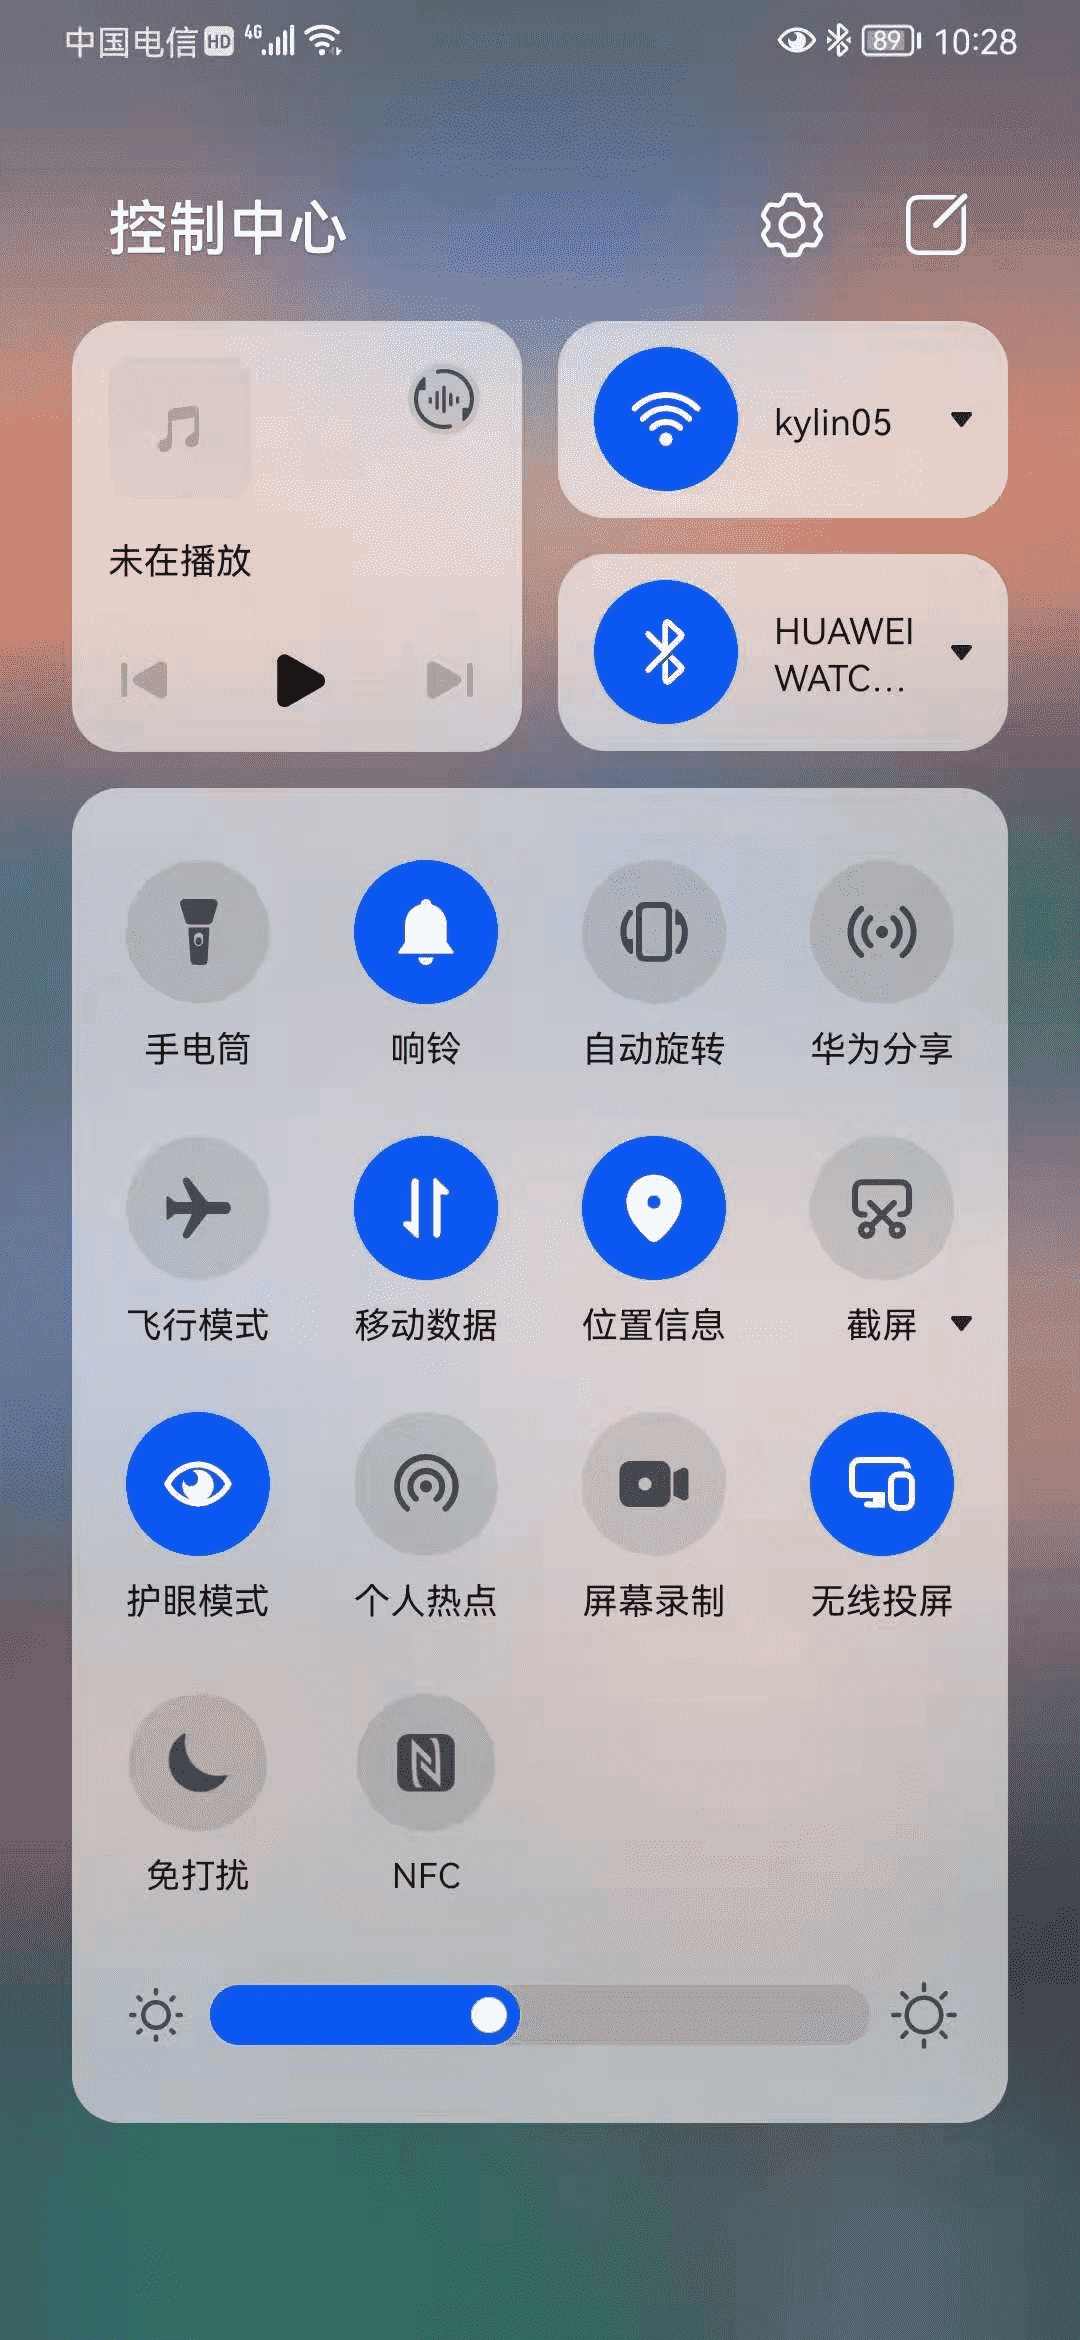 中国电信 HD 4G 89 10:28
控制中心
kylin05
未在播放
HUAWEI
WATC...
手电筒 响铃 自动旋转 华为分享
飞行模式 移动数据 位置信息 截屏
护眼模式 个人热点 屏幕录制 无线投屏
免打扰 NFC